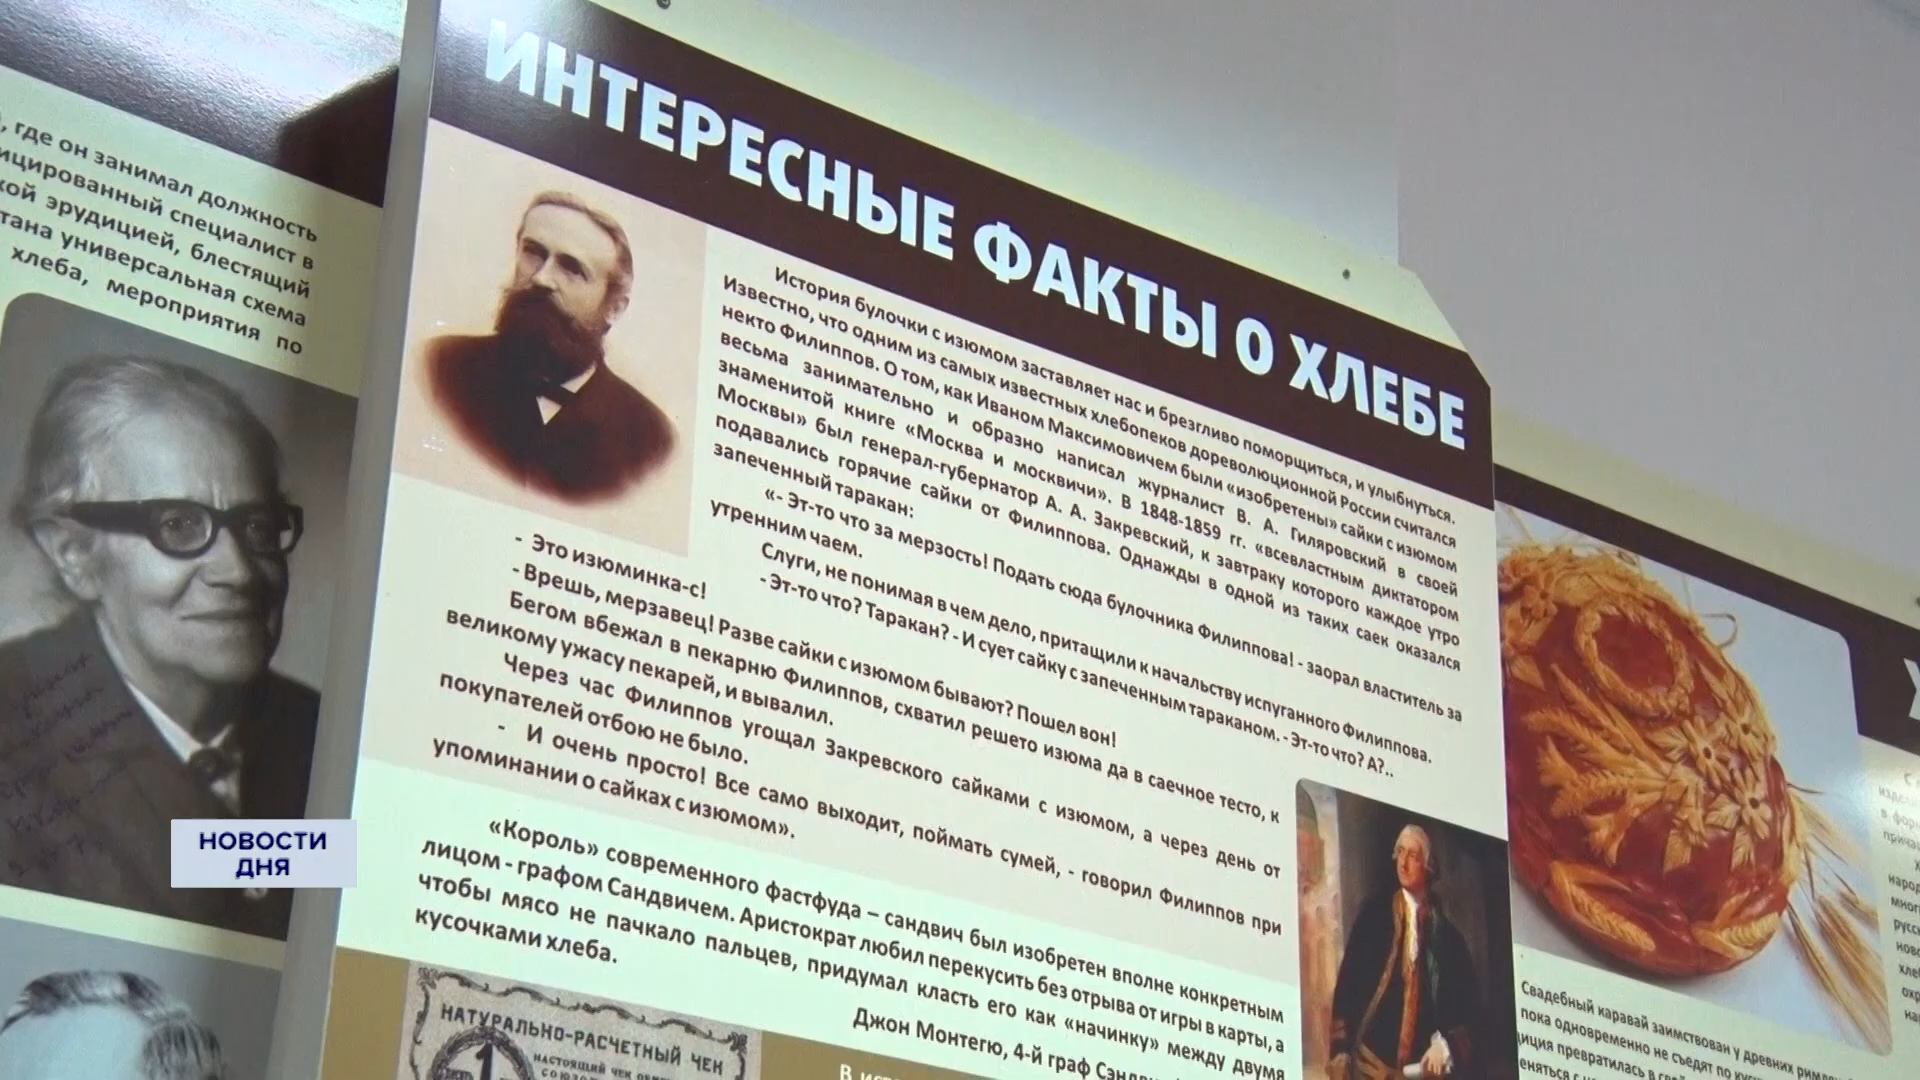 , где он занимал должность
ицированный специалист в
кой эрудицией, блестящий
тана универсальная схема
хлеба, мероприятия по
ИНТЕРЕСНЫЕ ФАКТЫ О ХЛЕБЕ
История булочки с изюмом заставляет нас и брезгливо поморщиться, и улыбнуться.
Известно, что одним из самых известных хлебопеков дореволюционной России считался
некто Филиппов. О том, как Иваном Максимовичем были «изобретены» сайки с изюмом
весьма занимательно и образно написал журналист В. А. Гиляровский в своей
знаменитой книге «Москва и москвичи». В 1848-1859 гг. «всевластным диктатором
Москвы» был генерал-губернатор А. А. Закревский, к завтраку которого каждое утро
подавались горячие сайки от Филиппова. Однажды в одной из таких саек оказался
запеченный таракан:
«- Эт-то что за мерзость! Подать сюда булочника Филиппова! - заорал властитель за
утренним чаем.
Слуги, не понимая в чем дело, притащили к начальству испуганного Филиппова.
- Эт-то что? Таракан? - И сует сайку с запеченным тараканом. - Эт-то что? А?..
- Это изюминка-с!
- Врешь, мерзавец! Разве сайки с изюмом бывают? Пошел вон!
Бегом вбежал в пекарню Филиппов, схватил решето изюма да в саечное тесто, к
великому ужасу пекарей, и вывалил.
Через час Филиппов угощал Закревского сайками с изюмом, а через день от
покупателей отбою не было.
- И очень просто! Все само выходит, поймать сумей, - говорил Филиппов при
упоминании о сайках с изюмом».
«Король» современного фастфуда – сандвич был изобретен вполне конкретным
лицом - графом Сандвичем. Аристократ любил перекусить без отрыва от игры в карты, а
чтобы мясо не пачкало пальцев, придумал класть его как «начинку» между двумя
кусочками хлеба.
Джон Монтегю, 4-й граф Сэндви
НАТУРАЛЬНО-РАСЧЕТНЫЙ ЧЕК
НАСТОЯЩИЙ ЧЕК
1
В ист
Свадебный каравай заимствован у древних римл
пока одновременно не съедят по кус
диция превратилась в
НОВОСТИ
ДНЯ